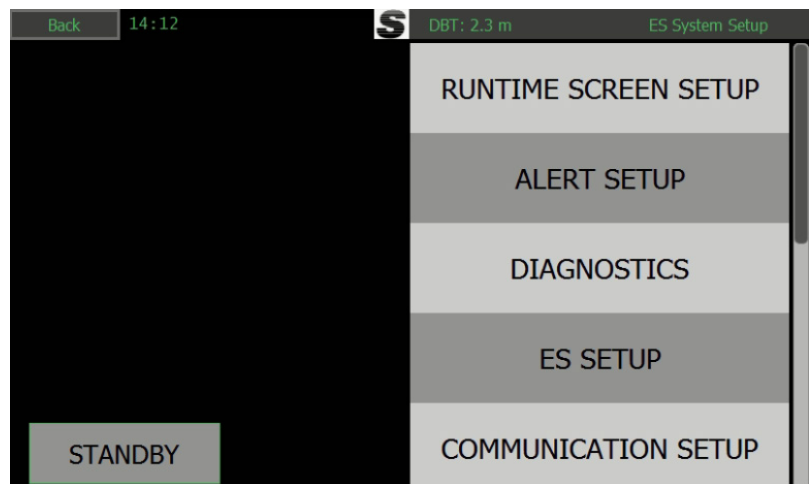 Back 14:12 S DBT: 2.3 m ES System Setup
RUNTIME SCREEN SETUP
ALERT SETUP
DIAGNOSTICS
ES SETUP
COMMUNICATION SETUP
STANDBY